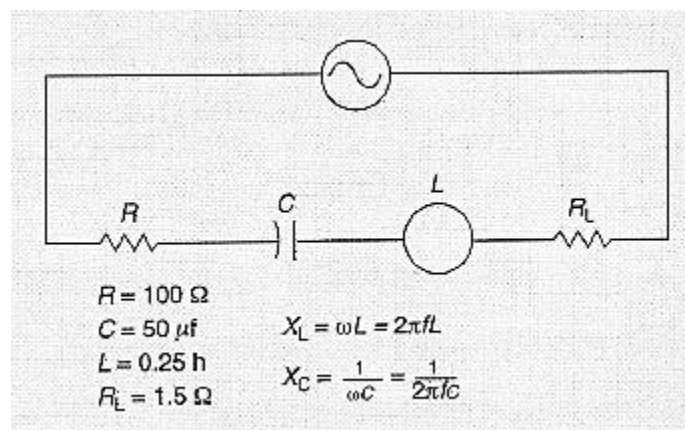 R C L R_L
R = 100 Ω
C = 50 μf
L = 0.25 h
R_L = 1.5 Ω
X_L = ωL = 2πfL
X_C = 1/ωC = 1/2πfc